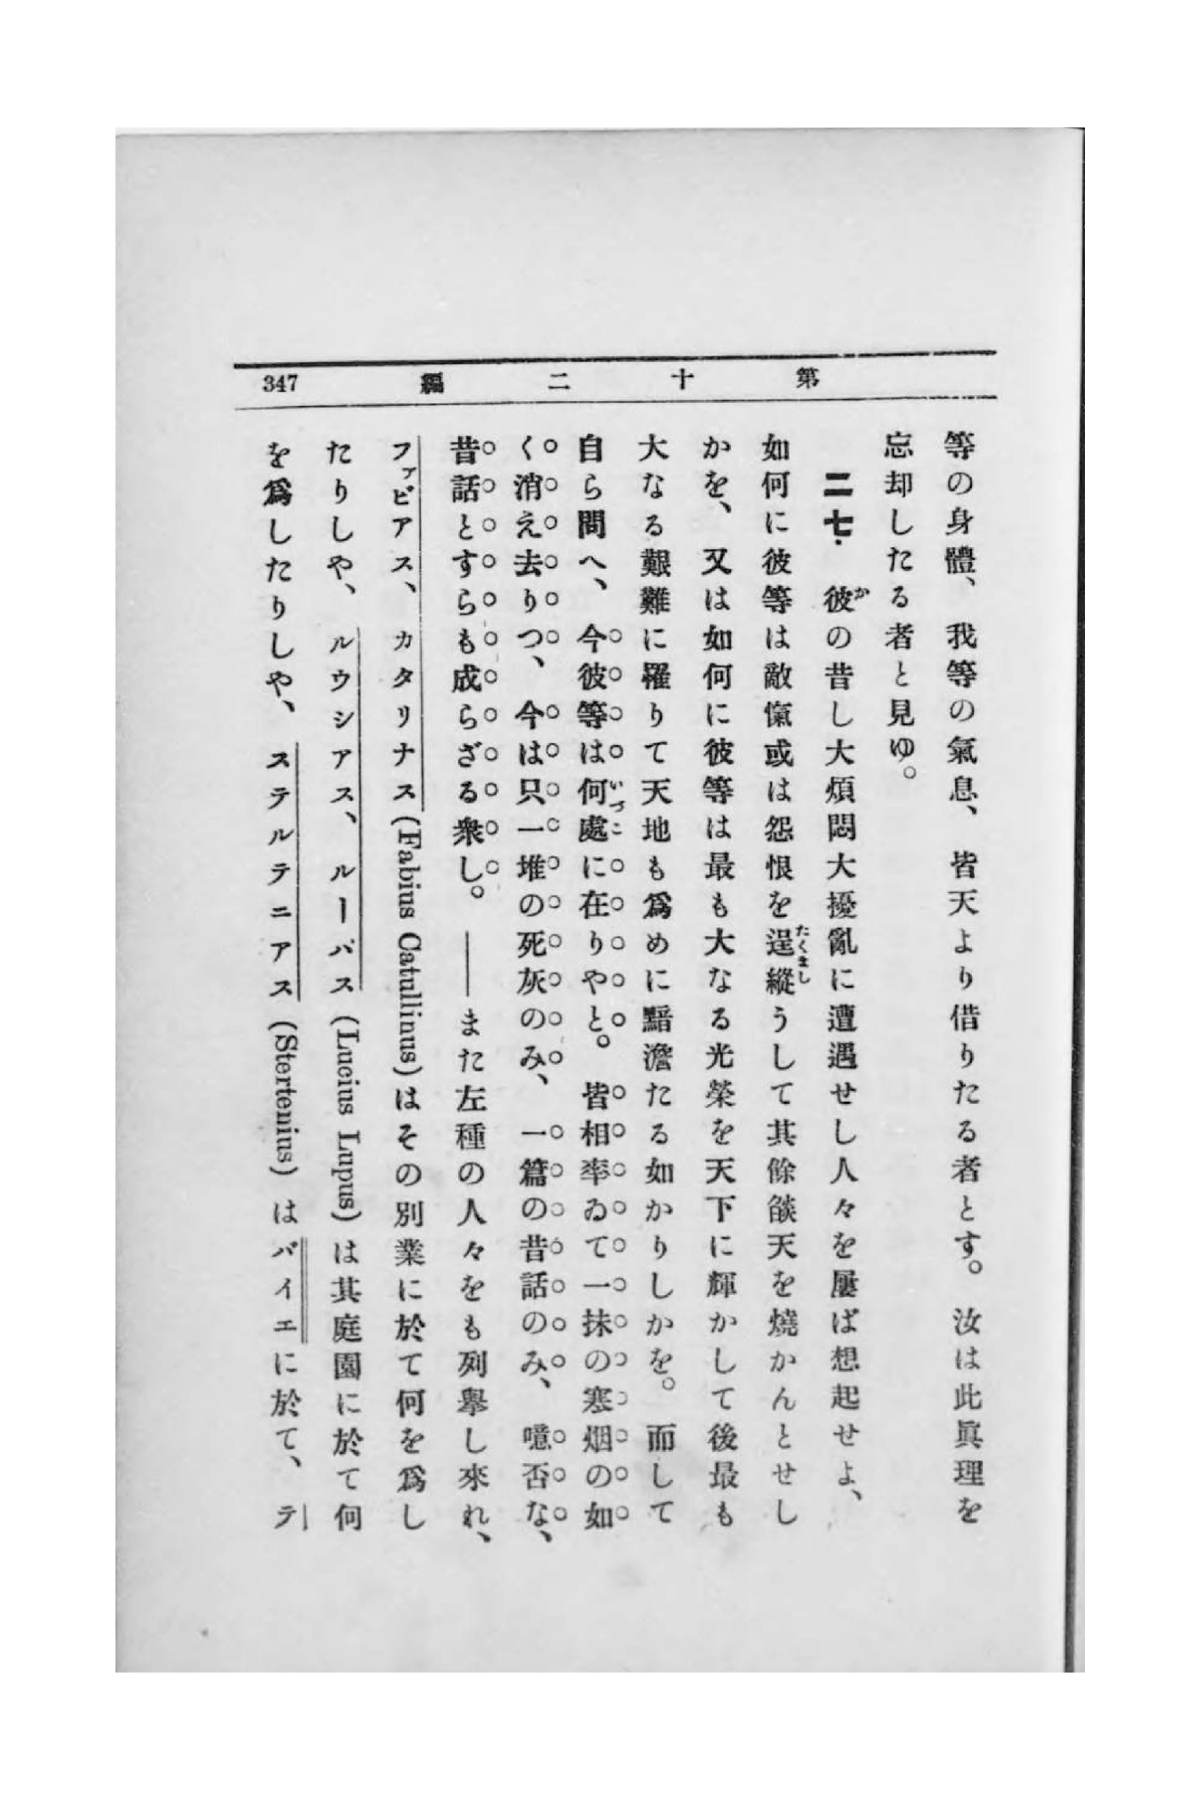 第十二編
347
等の身體、我等の氣息、皆天より借りたる者とす。汝は此眞理を
忘却したる者と見ゆ。
二七・彼の昔し大煩悶大擾亂に遭遇せし人々を屢ば想起せよ、
如何に彼等は敵愾或は怨恨を逞縱うして其餘燄天を燒かんとせし
かを、又は如何に彼等は最も大なる光榮を天下に輝かして後最も
大なる艱難に罹りて天地も爲めに黯澹たる如かりしかを。而して
自ら問へ、今彼等は何處に在りやと。皆相率ゐて一抹の寒烟の如
く消え去りつ、今は只一堆の死灰のみ、一篇の昔話のみ、噫否な、
昔話とすらも成らざる衆し。――また左種の人々をも列擧し來れ、
ファビアス、カタリナス(Fabius Catullinus)はその別業に於て何を爲し
たりしや、ルウシアス、ルーパス(Lucius Lupus)は其庭園に於て何
を爲したりしや、ステルテニアス(Stertenius)はバイエに於て、テ